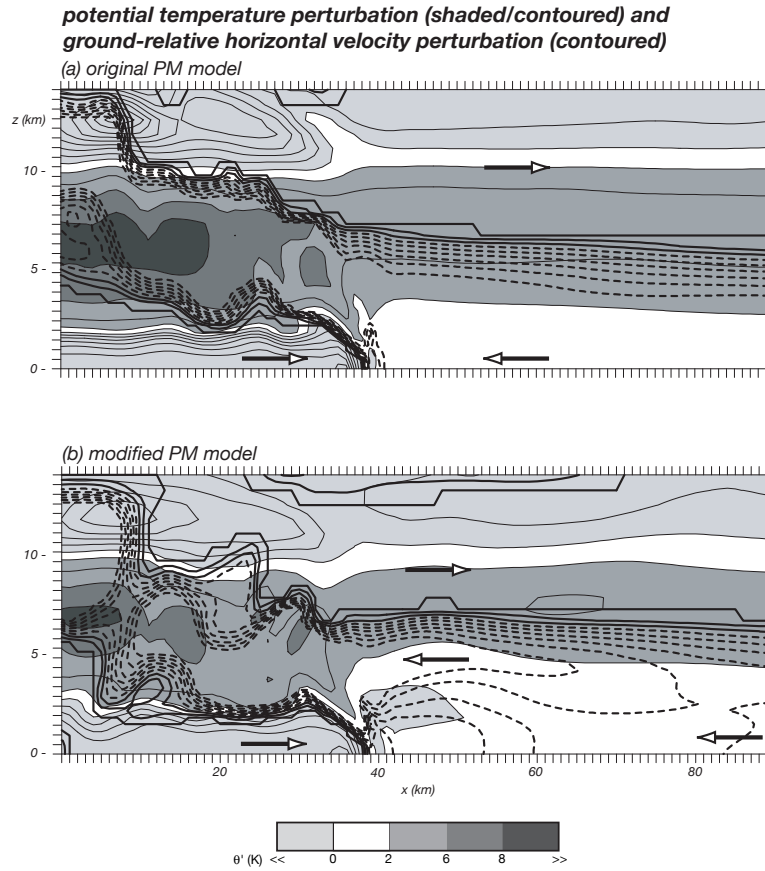 potential temperature perturbation (shaded/contoured) and
ground-relative horizontal velocity perturbation (contoured)
(a) original PM model
z (km)
10 -
5 -
0 -
(b) modified PM model
10 -
5 -
0 -
20 40 60 80
x (km)
θ' (K) << 0 2 6 8 >>